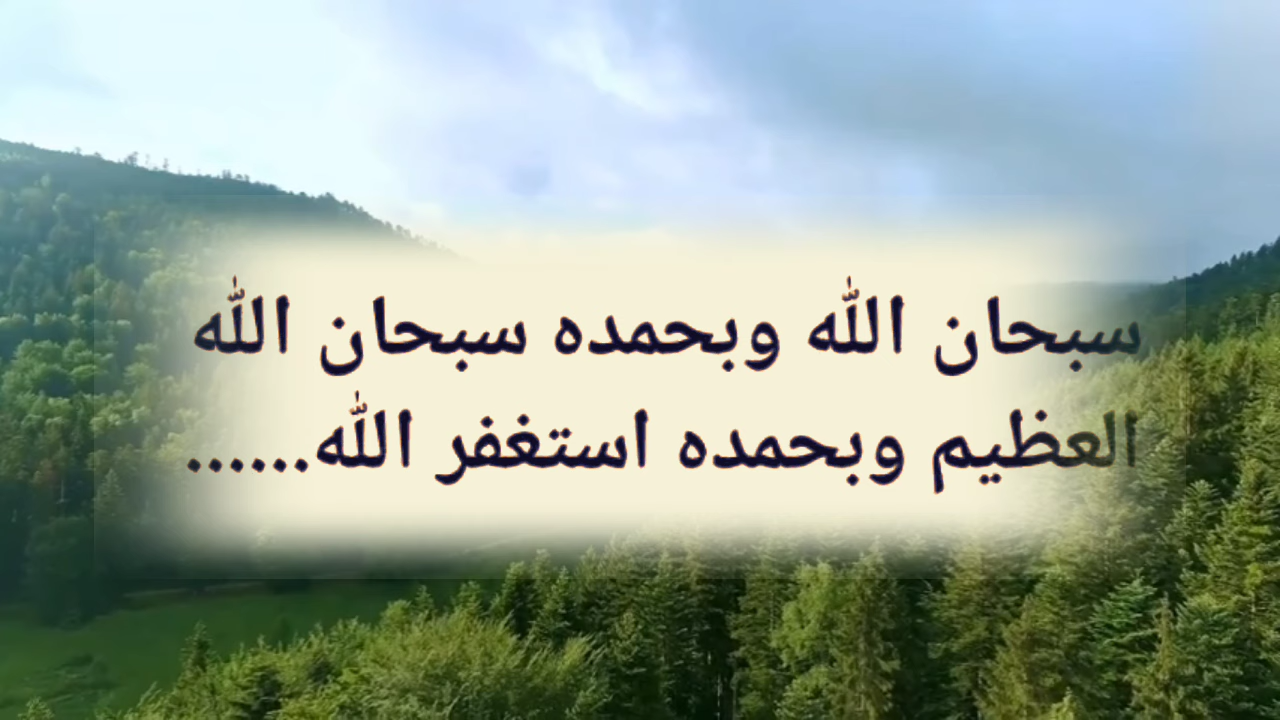 سبحان الله وبحمده سبحان الله
العظيم وبحمده استغفر الله......